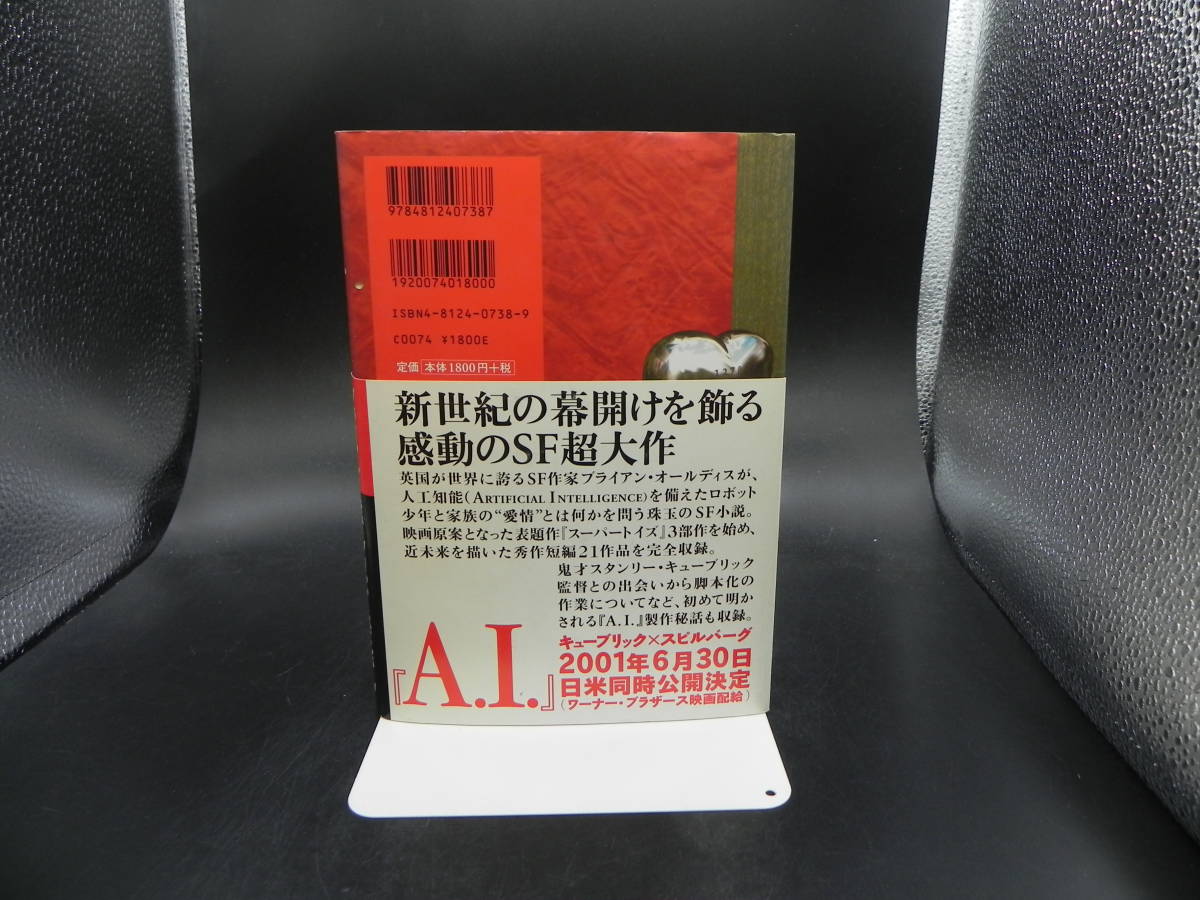 9784812407387
1920074018000
ISBN4-8124-0738-9
C0074 ¥1800E
定価 本体1800円+税
新世紀の幕開けを飾る
感動のSF超大作
英国が世界に誇るSF作家ブライアン・オールディスが、
人工知能(ARTIFICIAL INTELLIGENCE)を備えたロボット
少年と家族の“愛情”とは何かを問う珠玉のSF小説。
映画原案となった表題作『スーパートイズ』3部作を始め、
近未来を描いた秀作短編21作品を完全収録。
鬼才スタンリー・キューブリック
監督との出会いから脚本化の
作業についてなど、初めて明か
される『A.I.』製作秘話も収録。
『A.I.』
キューブリック×スピルバーグ
2001年6月30日
日米同時公開決定
(ワーナー・ブラザース映画配給)